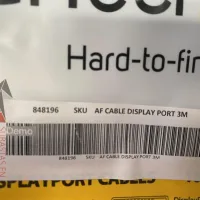 Hard-to-fin
848196 SKU AF CABLE DISPLAY PORT 3M
848196 SKU AF CABLE DISPLAY PORT 3M
SPLAYPORT CABLES
Display